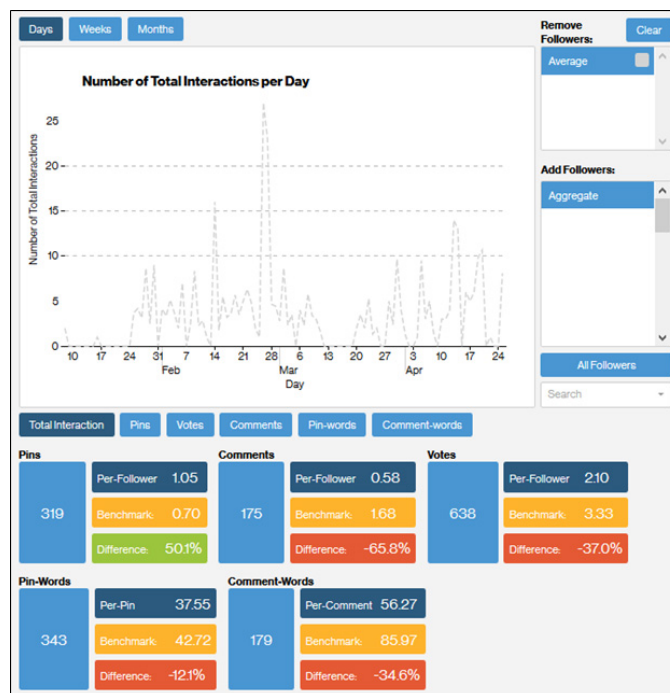 Days Weeks Months
Remove Followers: Clear
Average
Number of Total Interactions per Day
Number of Total Interactions
25
20
15
10
5
0
10 17 24 31 7 14 21 28 6 13 20 27 3 10 17 24
Feb Mar Apr
Day
Add Followers:
Aggregate
All Followers
Search
Total Interaction Pins Votes Comments Pin-words Comment-words
Pins
319
Per-Follower 1.05
Benchmark: 0.70
Difference: 50.1%
Comments
175
Per-Follower 0.58
Benchmark: 1.68
Difference: -65.8%
Votes
638
Per-Follower 2.10
Benchmark: 3.33
Difference: -37.0%
Pin-Words
343
Per-Pin 37.55
Benchmark: 42.72
Difference: -12.1%
Comment-Words
179
Per-Comment 56.27
Benchmark: 85.97
Difference: -34.6%